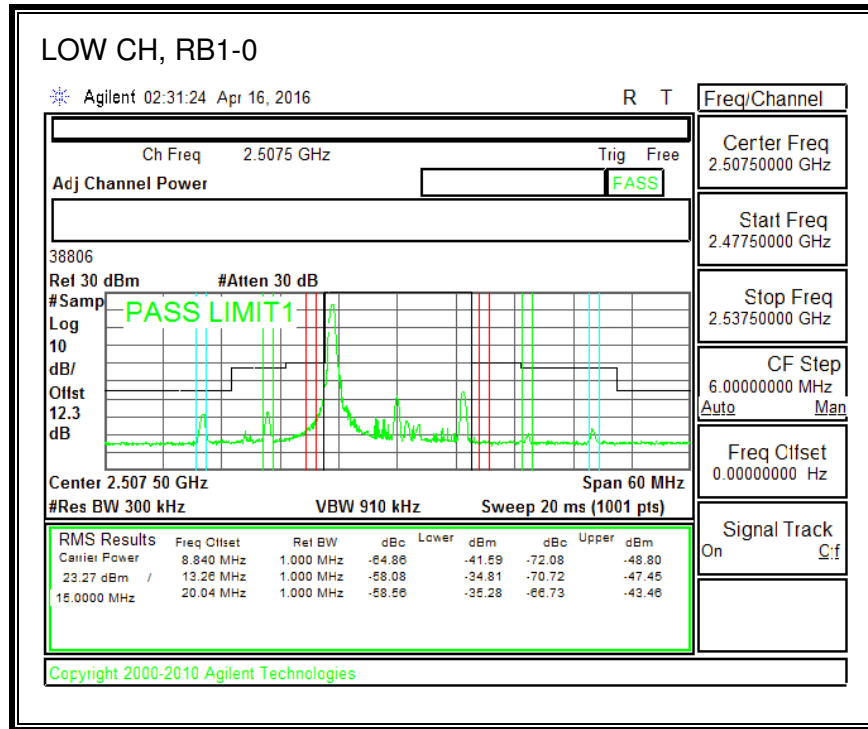 LOW CH, RB1-0
Agilent 02:31:24 Apr 16, 2016 R T
Freq/Channel
Ch Freq 2.5075 GHz Trig Free
Adj Channel Power PASS
Center Freq
2.50750000 GHz
Start Freq
2.47750000 GHz
Stop Freq
2.53750000 GHz
CF Step
6.00000000 MHz
Auto Man
Freq Offset
0.00000000 Hz
Signal Track
On Off
38806
Ref 30 dBm #Atten 30 dB
#Samp
Log
10
dB/
Offst
12.3
dB
PASS LIMIT1
Center 2.507 50 GHz Span 60 MHz
#Res BW 300 kHz VBW 910 kHz Sweep 20 ms (1001 pts)
RMS Results Freq Offset Ref BW dBc Lower dBm dBc Upper dBm
Carrier Power 8.840 MHz 1.000 MHz -64.86 -41.59 -72.08 -48.80
23.27 dBm / 13.26 MHz 1.000 MHz -58.08 -34.81 -70.72 -47.45
15.0000 MHz 20.04 MHz 1.000 MHz -58.56 -35.28 -66.73 -43.46
Copyright 2000-2010 Agilent Technologies